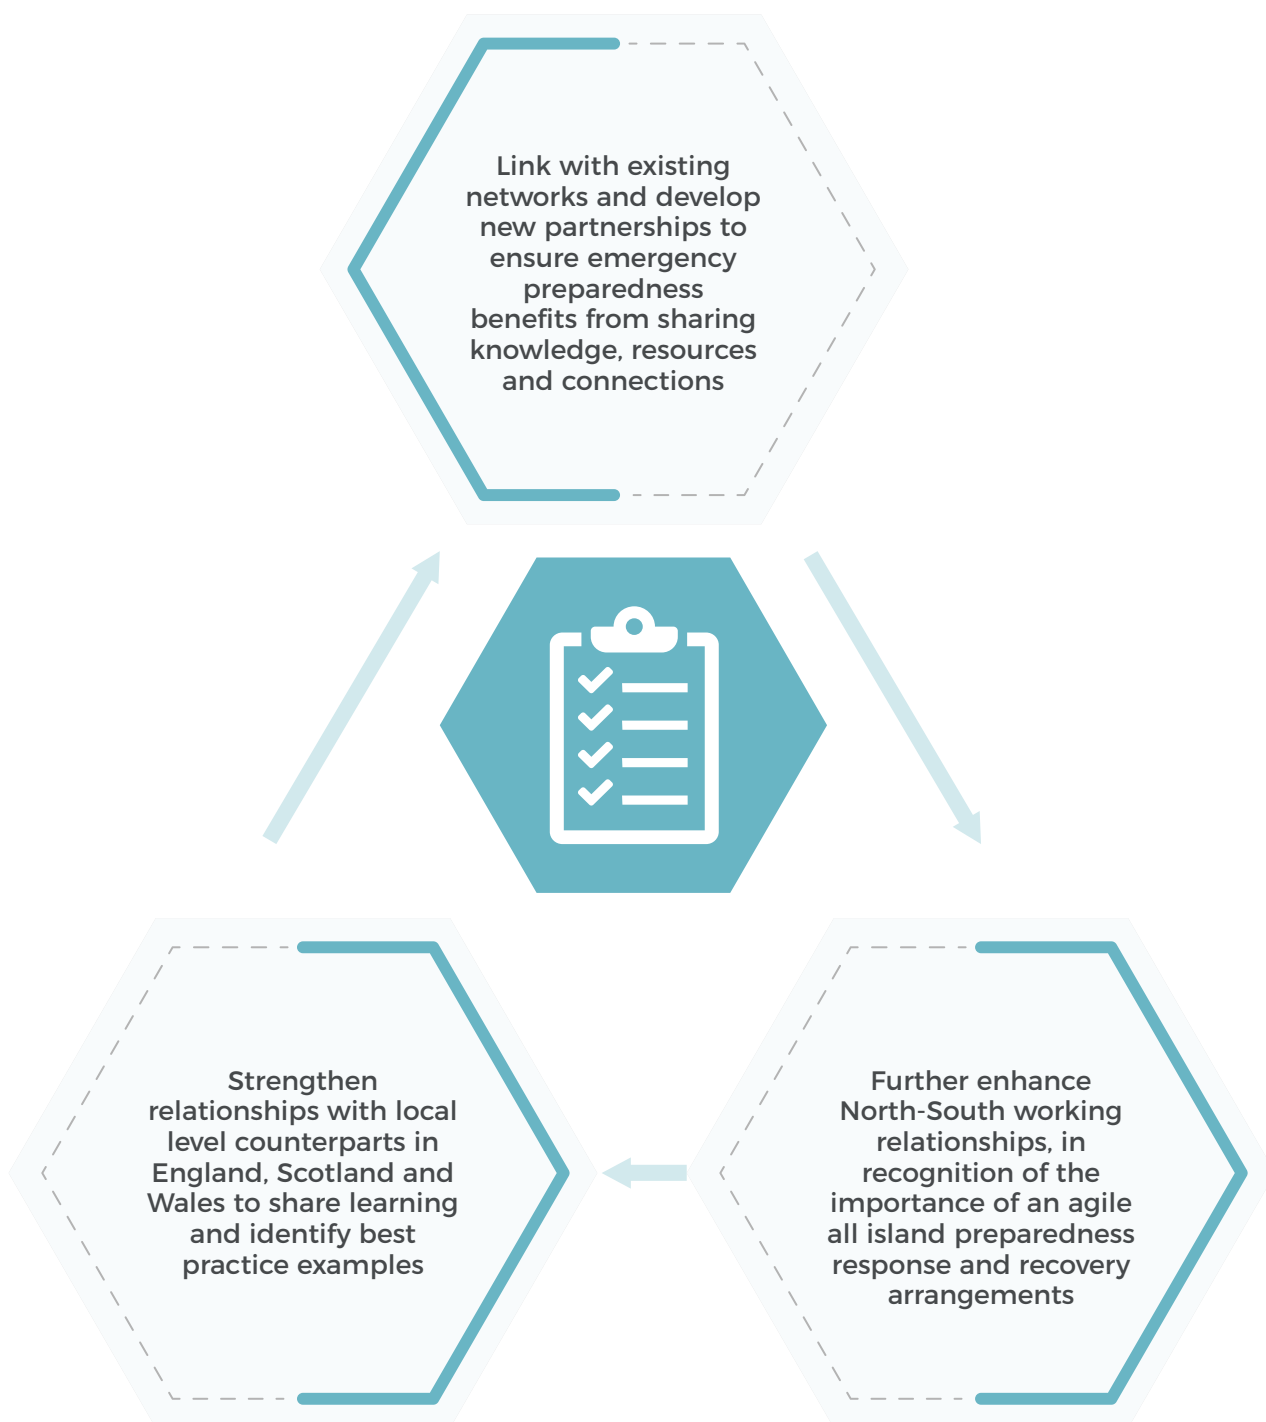 Link with existing
networks and develop
new partnerships to
ensure emergency
preparedness
benefits from sharing
knowledge, resources
and connections
Strengthen
relationships with local
level counterparts in
England, Scotland and
Wales to share learning
and identify best
practice examples
Further enhance
North-South working
relationships, in
recognition of the
importance of an agile
all island preparedness
response and recovery
arrangements